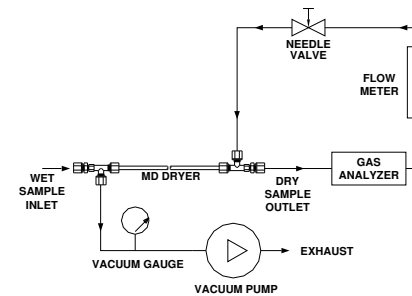 NEEDLE
VALVE
FLOW
METER
MD DRYER
GAS
ANALYZER
WET
SAMPLE
INLET
DRY
SAMPLE
OUTLET
VACUUM GAUGE
EXHAUST
VACUUM PUMP